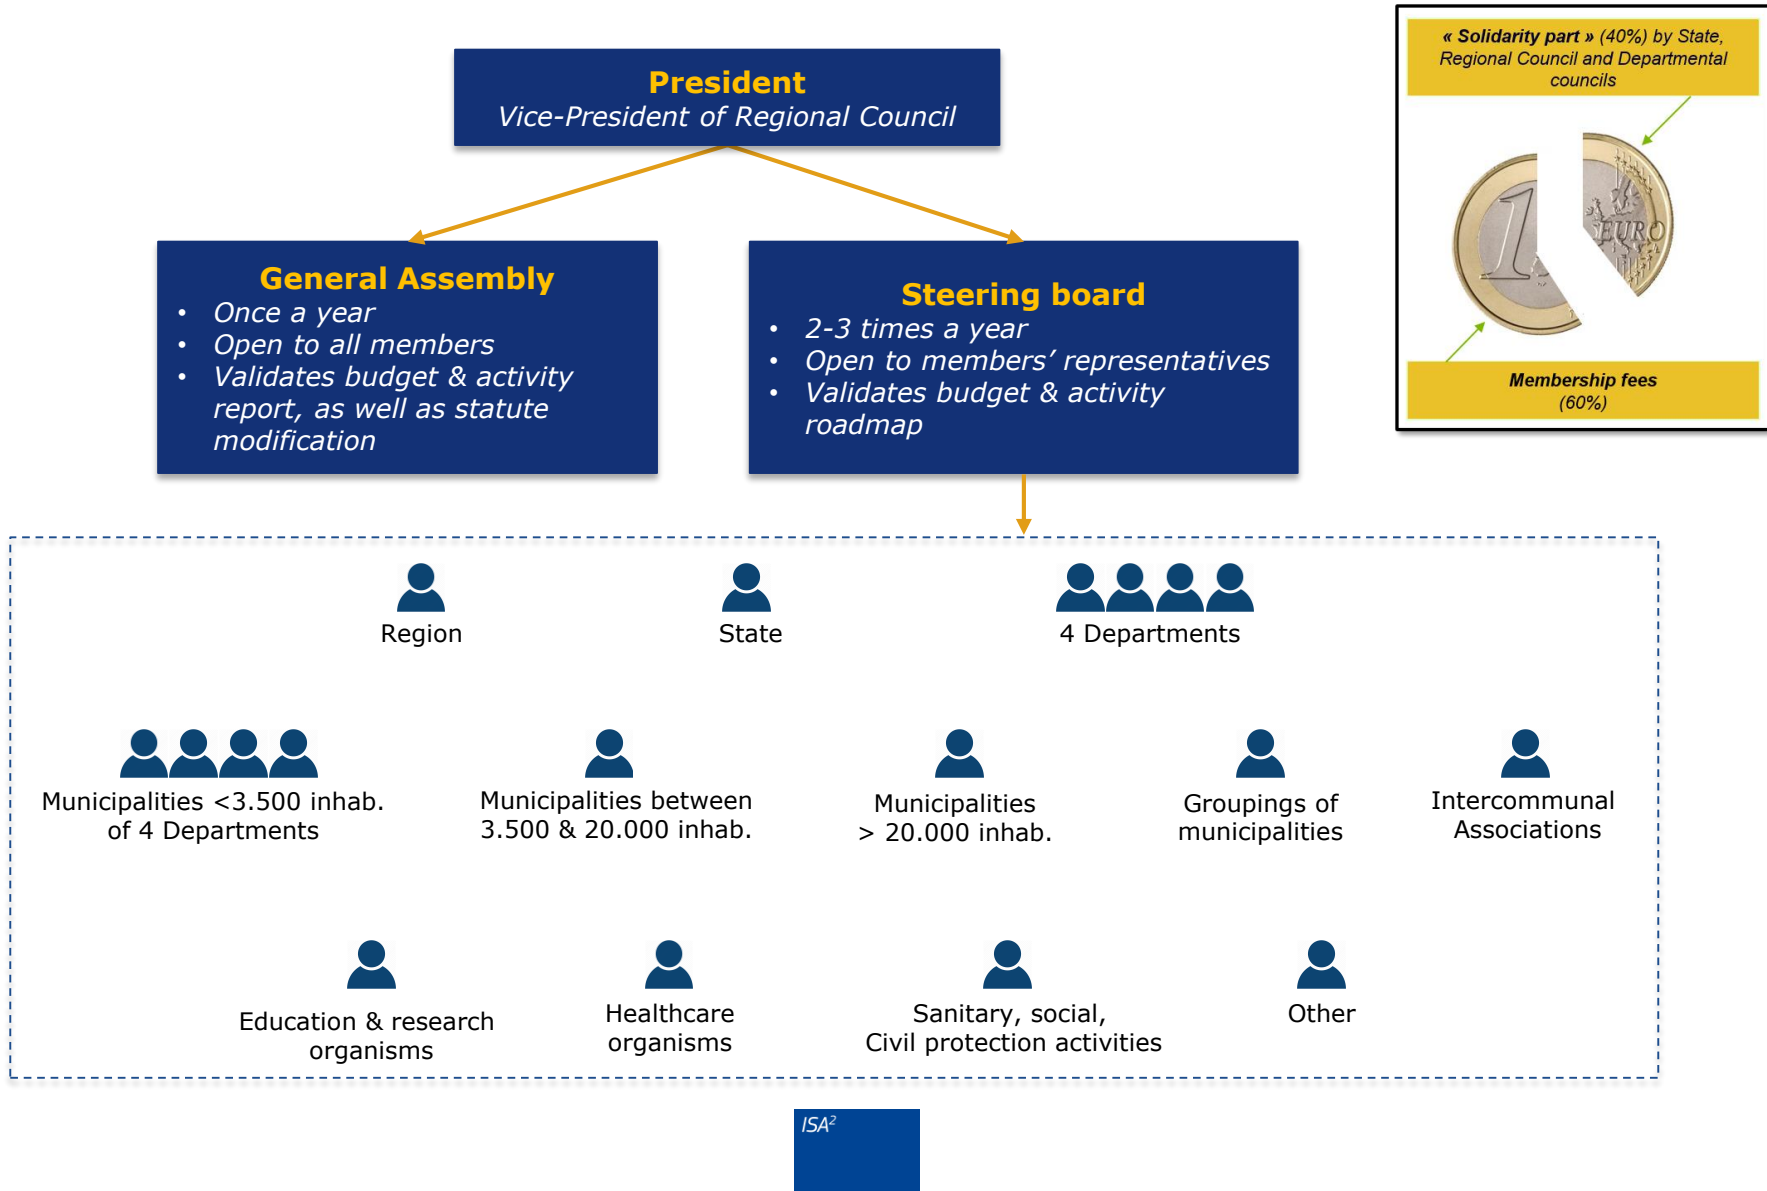 « Solidarity part » (40%) by State,
Regional Council and Departmental
councils
President
Vice-President of Regional Council
1
EURO
General Assembly
• Once a year
• Open to all members
• Validates budget & activity
report, as well as statute
modification
Steering board
• 2-3 times a year
• Open to members’ representatives
• Validates budget & activity
roadmap
Membership fees
(60%)
Region
State
4 Departments
Municipalities <3.500 inhab.
of 4 Departments
Municipalities between
3.500 & 20.000 inhab.
Municipalities
> 20.000 inhab.
Groupings of
municipalities
Intercommunal
Associations
Education & research
organisms
Healthcare
organisms
Sanitary, social,
Civil protection activities
Other
ISA²